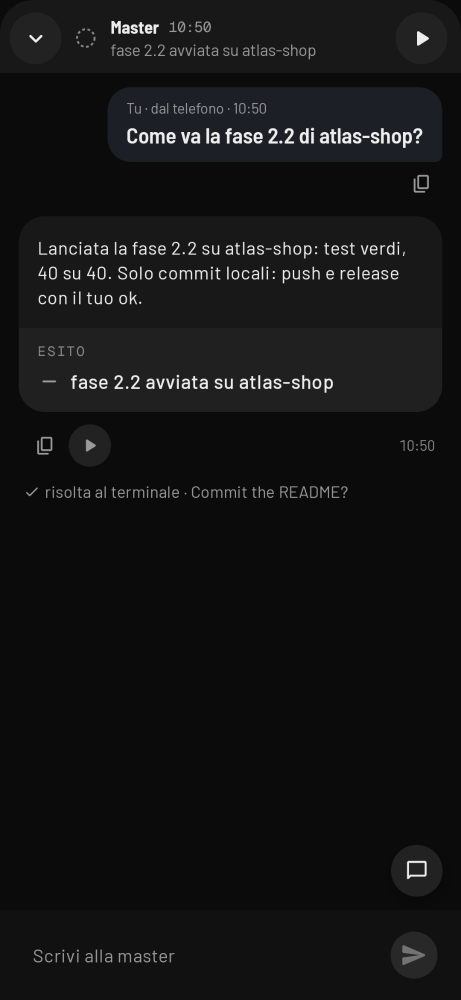 Master 10:50
fase 2.2 avviata su atlas-shop
Tu · dal telefono · 10:50
Come va la fase 2.2 di atlas-shop?
Lanciata la fase 2.2 su atlas-shop: test verdi,
40 su 40. Solo commit locali: push e release
con il tuo ok.
ESITO
— fase 2.2 avviata su atlas-shop
10:50
risolta al terminale · Commit the README?
Scrivi alla master